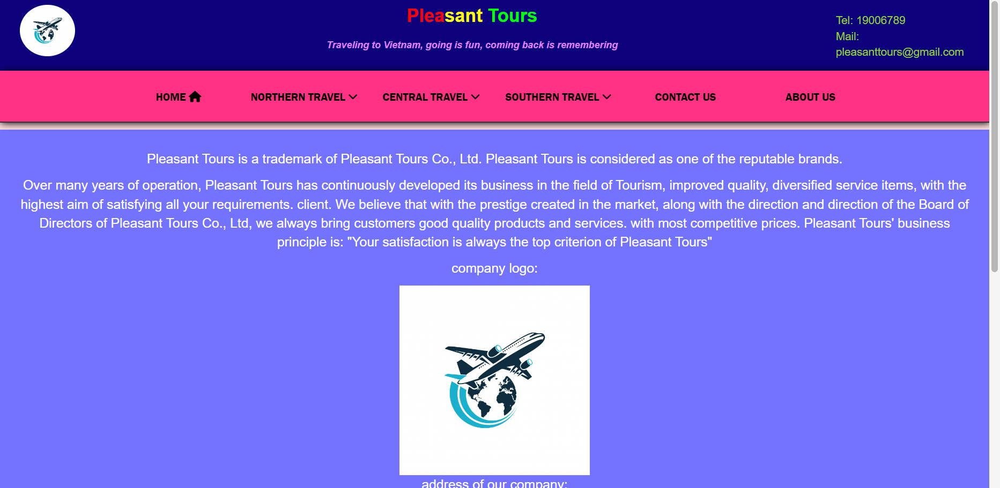 Pleasant Tours
Traveling to Vietnam, going is fun, coming back is remembering
Tel: 19006789
Mail:
pleasanttours@gmail.com
HOME NORTHERN TRAVEL CENTRAL TRAVEL SOUTHERN TRAVEL CONTACT US ABOUT US
Pleasant Tours is a trademark of Pleasant Tours Co., Ltd. Pleasant Tours is considered as one of the reputable brands.
Over many years of operation, Pleasant Tours has continuously developed its business in the field of Tourism, improved quality, diversified service items, with the
highest aim of satisfying all your requirements. client. We believe that with the prestige created in the market, along with the direction and direction of the Board of
Directors of Pleasant Tours Co., Ltd, we always bring customers good quality products and services. with most competitive prices. Pleasant Tours' business
principle is: "Your satisfaction is always the top criterion of Pleasant Tours"
company logo:
address of our company: